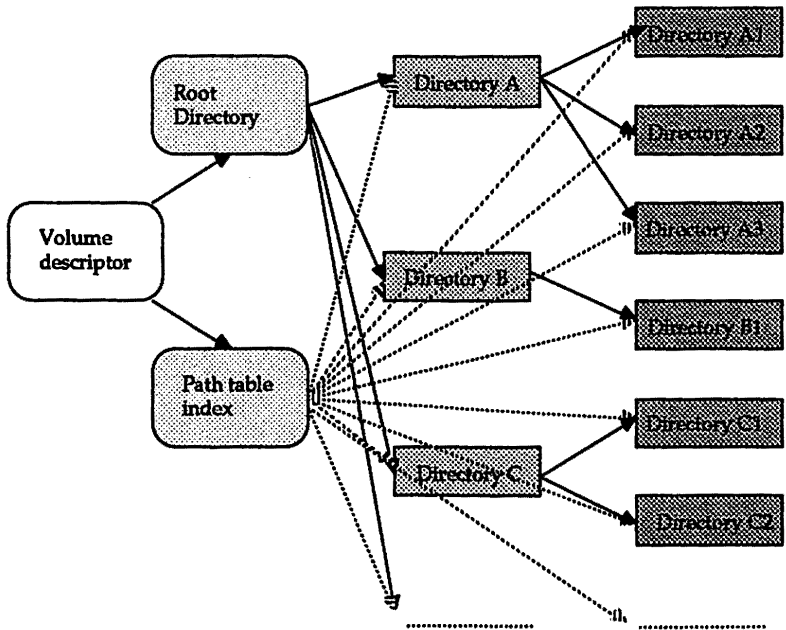 Volume
descriptor
Root
Directory
Path table
index
Directory A
Directory B
Directory C
Directory A1
Directory A2
Directory A3
Directory B1
Directory C1
Directory C2